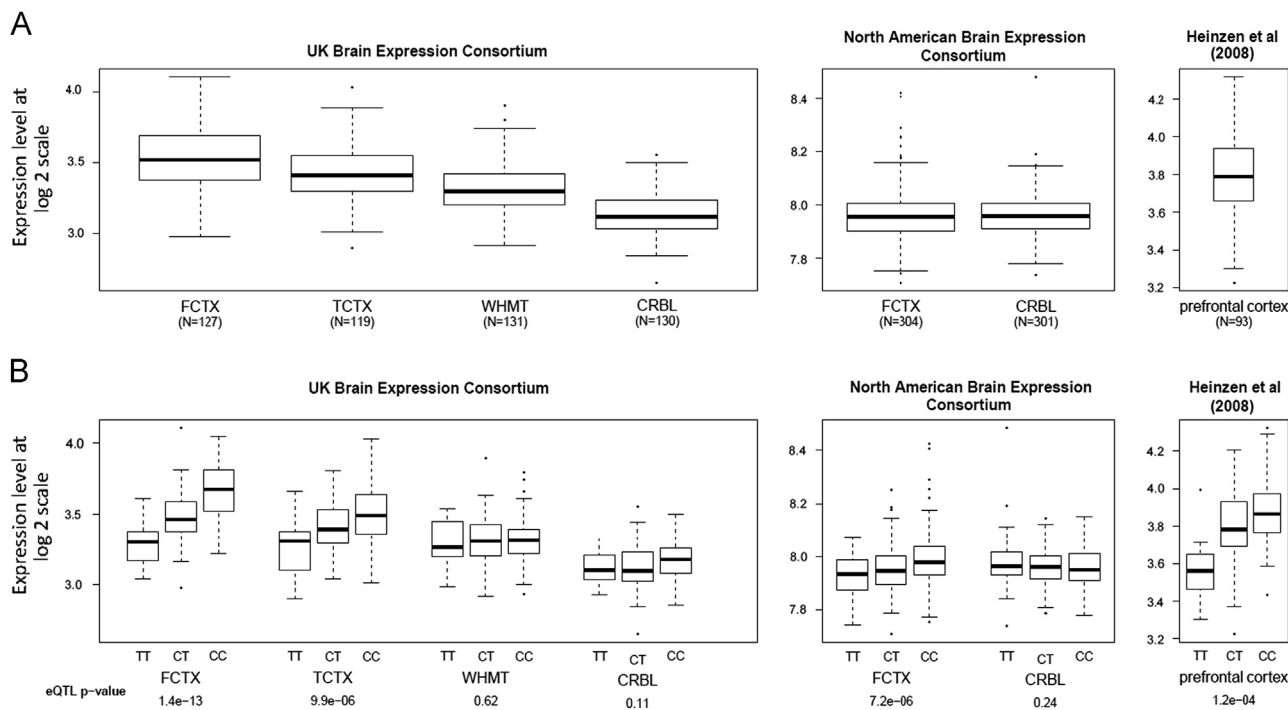 A
UK Brain Expression Consortium
North American Brain Expression
Consortium
Heinzen et al
(2008)
Expression level at
log 2 scale
4.0
3.5
3.0
8.4
8.2
8.0
7.8
4.2
4.0
3.8
3.6
3.4
3.2
FCTX
(N=127)
TCTX
(N=119)
WHMT
(N=131)
CRBL
(N=130)
FCTX
(N=304)
CRBL
(N=301)
prefrontal cortex
(N=93)
B
UK Brain Expression Consortium
North American Brain Expression
Consortium
Heinzen et al
(2008)
Expression level at
log 2 scale
4.0
3.5
3.0
8.4
8.2
8.0
7.8
4.2
4.0
3.8
3.6
3.4
3.2
TT CT CC TT CT CC TT CT CC TT CT CC TT CT CC TT CT CC TT CT CC
FCTX TCTX WHMT CRBL FCTX CRBL prefrontal cortex
eQTL p-value 1.4e-13 9.9e-06 0.62 0.11 7.2e-06 0.24 1.2e-04